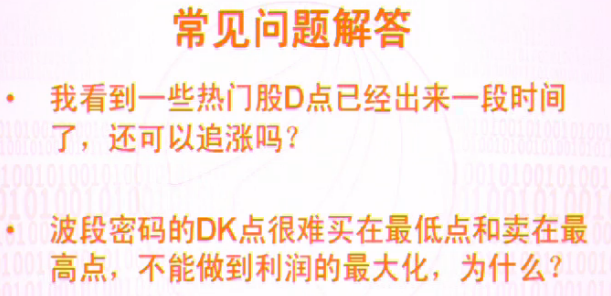 常见问题解答
• 我看到一些热门股D点已经出来一段时间
了，还可以追涨吗？
• 波段密码的DK点很难买在最低点和卖在最
高点，不能做到利润的最大化，为什么？